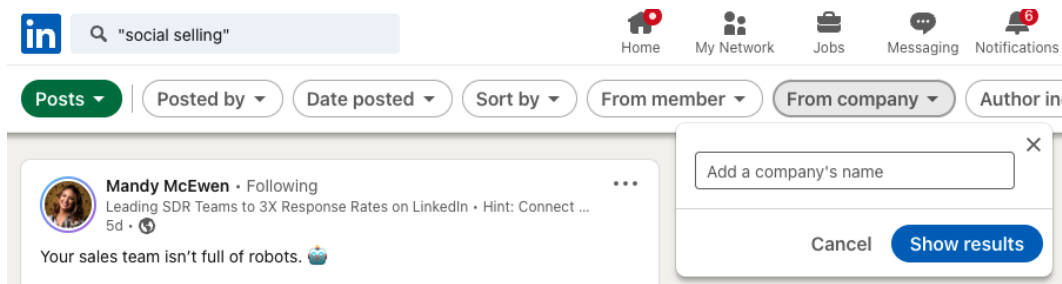 in
"social selling"
Home
My Network
Jobs
Messaging
6
Notifications
Posts
Posted by
Date posted
Sort by
From member
From company
Author in
Add a company's name
Cancel
Show results
Mandy McEwen • Following
Leading SDR Teams to 3X Response Rates on LinkedIn • Hint: Connect ...
5d •
Your sales team isn't full of robots. 🤖